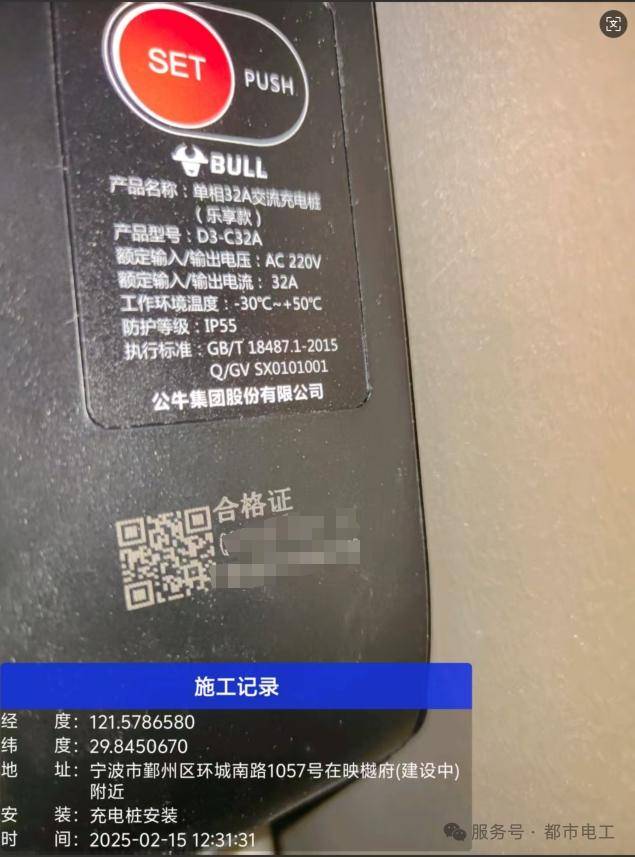 SET
PUSH
BULL
产品名称：单相32A交流充电桩
（乐享款）
产品型号：D3-C32A
额定输入/输出电压：AC 220V
额定输入/输出电流：32A
工作环境温度：-30℃~+50℃
防护等级：IP55
执行标准：GB/T 18487.1-2015
Q/GV SX0101001
公牛集团股份有限公司
合格证
施工记录
经 度：121.5786580
纬 度：29.8450670
地 址：宁波市鄞州区环城南路1057号在映樾府(建设中)
附近
安 装：充电桩安装
时 间：2025-02-15 12:31:31
服务号 · 都市电工